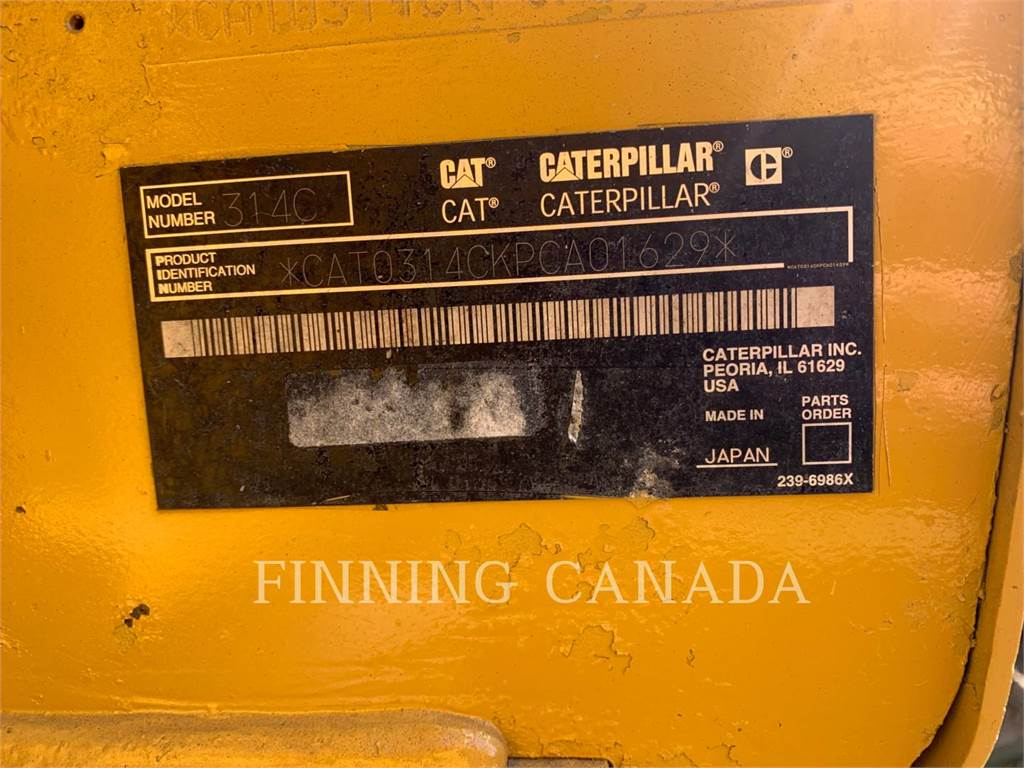 MODEL NUMBER 314C
CAT® CATERPILLAR® C®
CAT® CATERPILLAR®
PRODUCT IDENTIFICATION NUMBER *CAT0314CKPCA01629*
*CAT0314CKPCA01629*
CATERPILLAR INC.
PEORIA, IL 61629
USA
MADE IN JAPAN
PARTS ORDER
239-6986X
FINNING CANADA